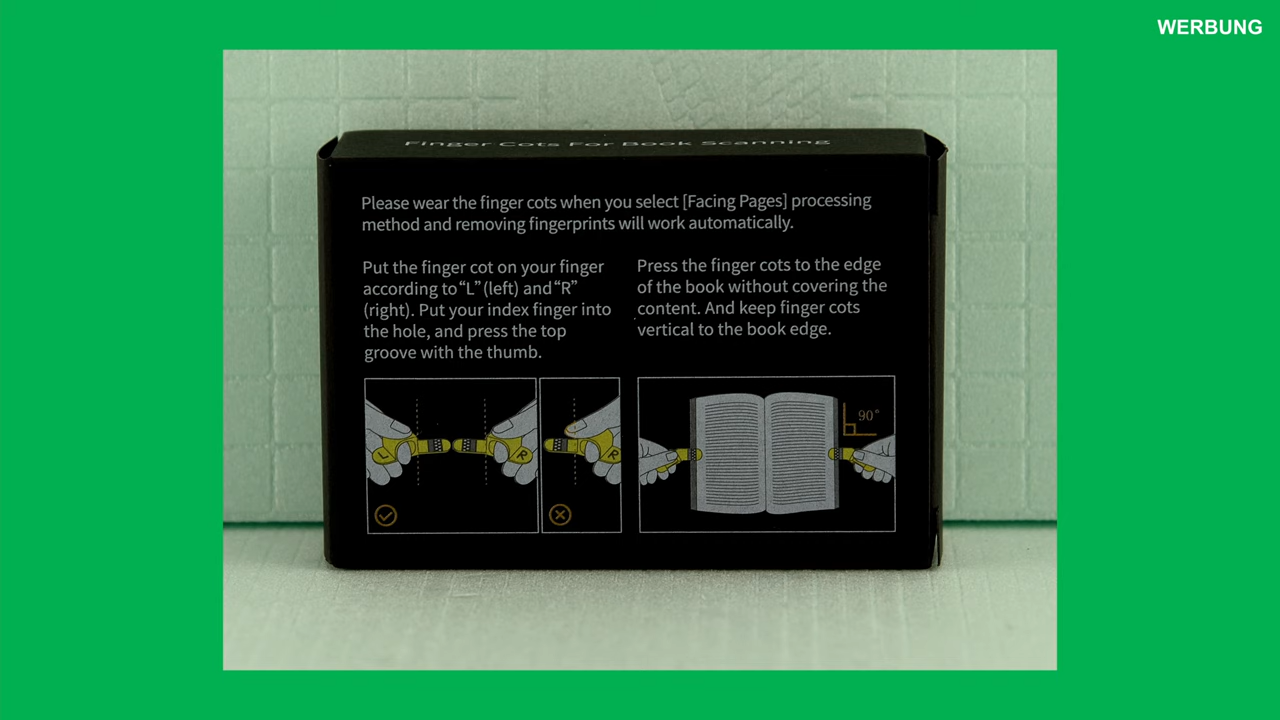 WERBUNG
Finger Cots For Book Scanning
Please wear the finger cots when you select [Facing Pages] processing
method and removing fingerprints will work automatically.
Put the finger cot on your finger
according to“L”(left) and“R”
(right). Put your index finger into
the hole, and press the top
groove with the thumb.
Press the finger cots to the edge
of the book without covering the
content. And keep finger cots
vertical to the book edge.
L
R
R
90°